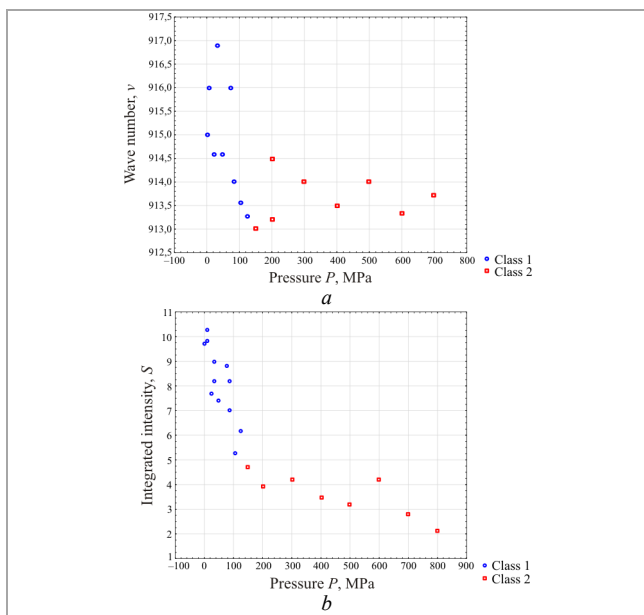 917,5
917,0
916,5
916,0
915,5
915,0
914,5
914,0
913,5
913,0
912,5
Wave number, v
–100 0 100 200 300 400 500 600 700 800
Pressure P, MPa
Class 1
Class 2
a
11
10
9
8
7
6
5
4
3
2
1
Integrated intensity, S
–100 0 100 200 300 400 500 600 700 800 900
Pressure P, MPa
Class 1
Class 2
b